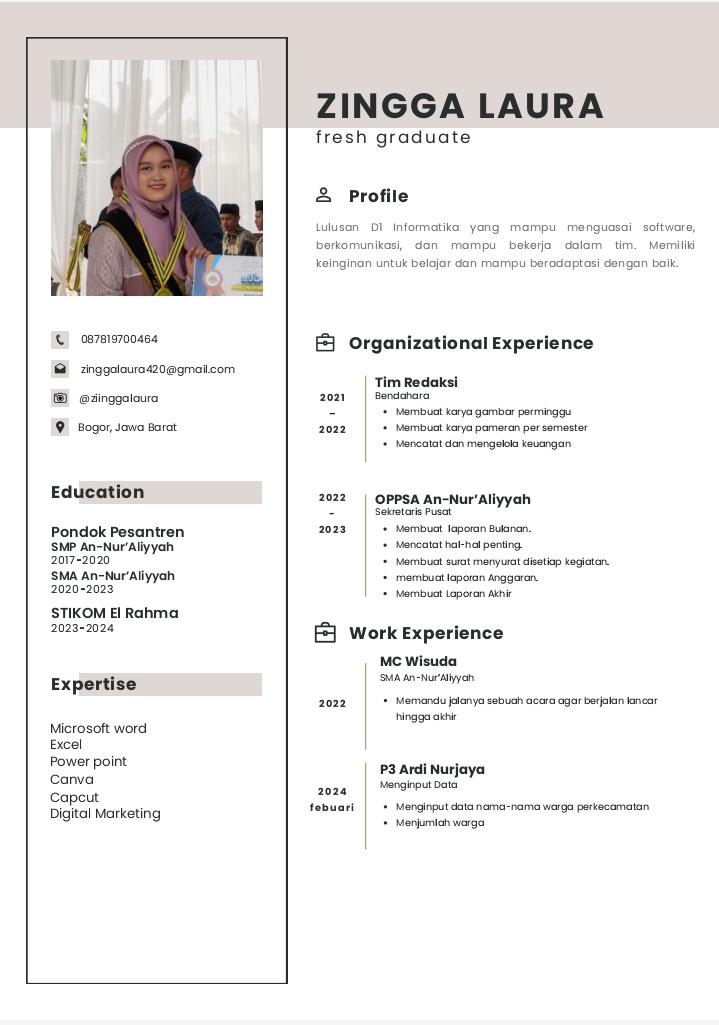 ZINGGA LAURA
fresh graduate
Profile
Lulusan D1 Informatika yang mampu menguasai software,
berkomunikasi, dan mampu bekerja dalam tim. Memiliki
keinginan untuk belajar dan mampu beradaptasi dengan baik.
087819700464
zinggalaura420@gmail.com
@ziinggalaura
Bogor, Jawa Barat
Education
Pondok Pesantren
SMP An-Nur’Aliyyah
2017-2020
SMA An-Nur’Aliyyah
2020-2023
STIKOM El Rahma
2023-2024
Expertise
Microsoft word
Excel
Power point
Canva
Capcut
Digital Marketing
Organizational Experience
2021
–
2022
Tim Redaksi
Bendahara
• Membuat karya gambar perminggu
• Membuat karya pameran per semester
• Mencatat dan mengelola keuangan
2022
-
2023
OPPSA An-Nur’Aliyyah
Sekretaris Pusat
• Membuat laporan Bulanan.
• Mencatat hal-hal penting.
• Membuat surat menyurat disetiap kegiatan.
• membuat laporan Anggaran.
• Membuat Laporan Akhir
Work Experience
2022
MC Wisuda
SMA An-Nur’Aliyyah
• Memandu jalanya sebuah acara agar berjalan lancar
hingga akhir
2024
febuari
P3 Ardi Nurjaya
Menginput Data
• Menginput data nama-nama warga perkecamatan
• Menjumlah warga